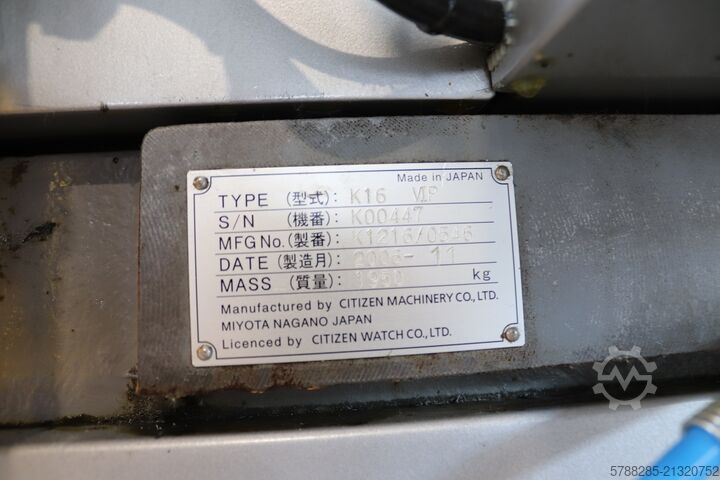 Made in JAPAN
TYPE (型式): K16 VIP
S/N (機番): K00447
MFG No. (製番): K1216/0546
DATE (製造月): 2006- 11
MASS (質量): 1950 kg
Manufactured by CITIZEN MACHINERY CO., LTD.
MIYOTA NAGANO JAPAN
Licenced by CITIZEN WATCH CO., LTD.
5788285-21320752